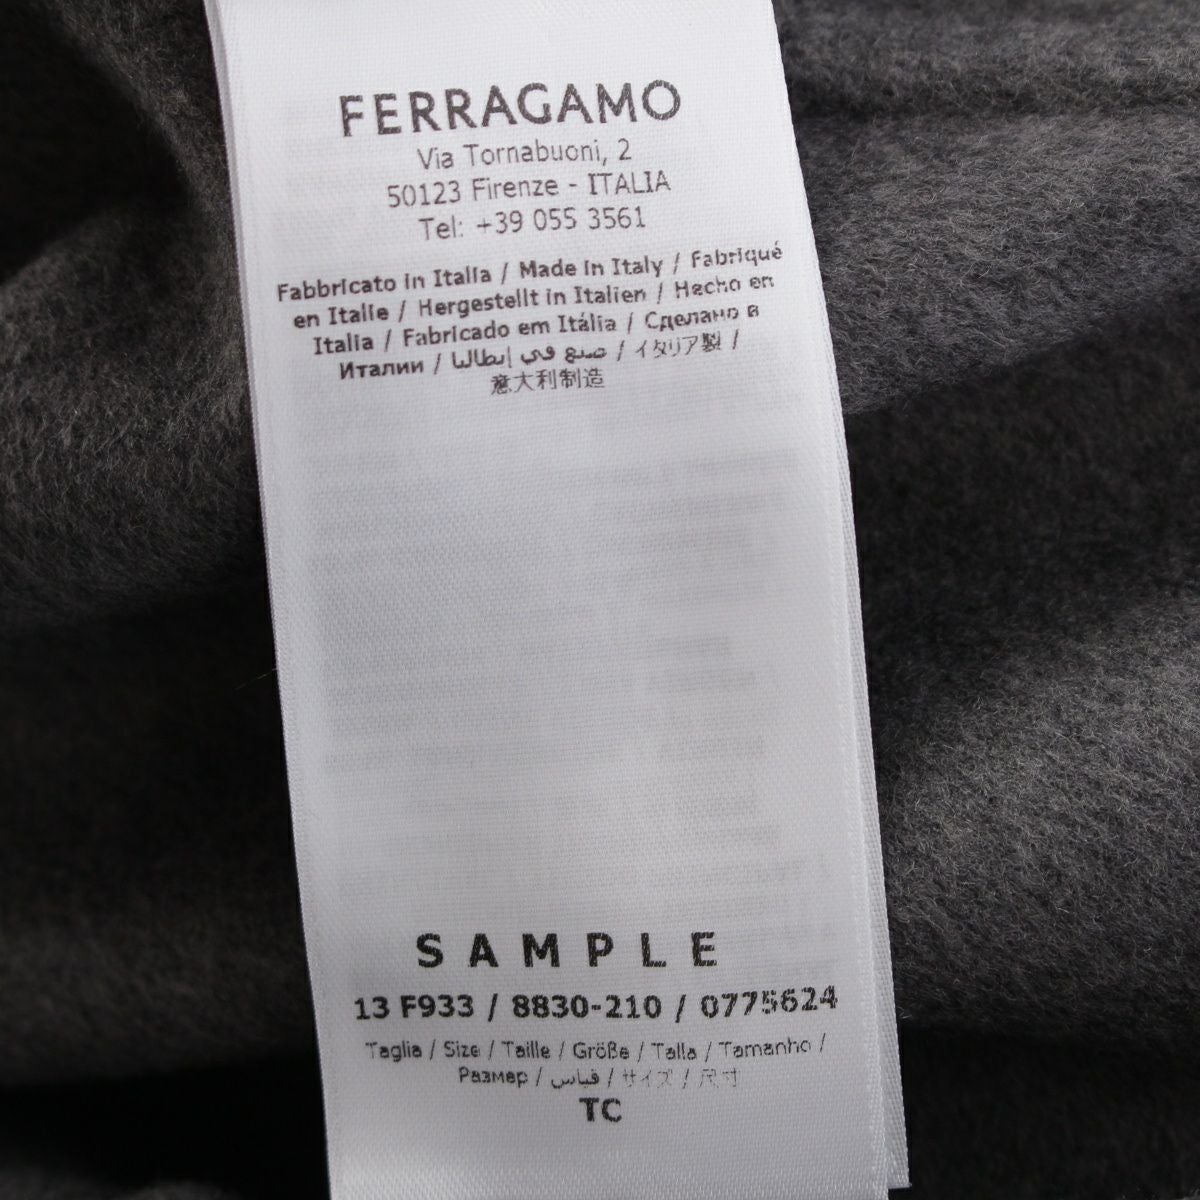 FERRAGAMO
Via Tornabuoni, 2
50123 Firenze - ITALIA
Tel: +39 055 3561
Fabbricato in Italia / Made in Italy / Fabriqué
en Italie / Hergestellt in Italien / Hecho en
Italia / Fabricado em Itália / Сделано в
Италии / صنع في إيطاليا / イタリア製 /
意大利制造
SAMPLE
13 F933 / 8830-210 / 0775624
Taglia / Size / Taille / Größe / Talla / Tamanho /
Размер / قياس / サイズ / 尺寸
TC